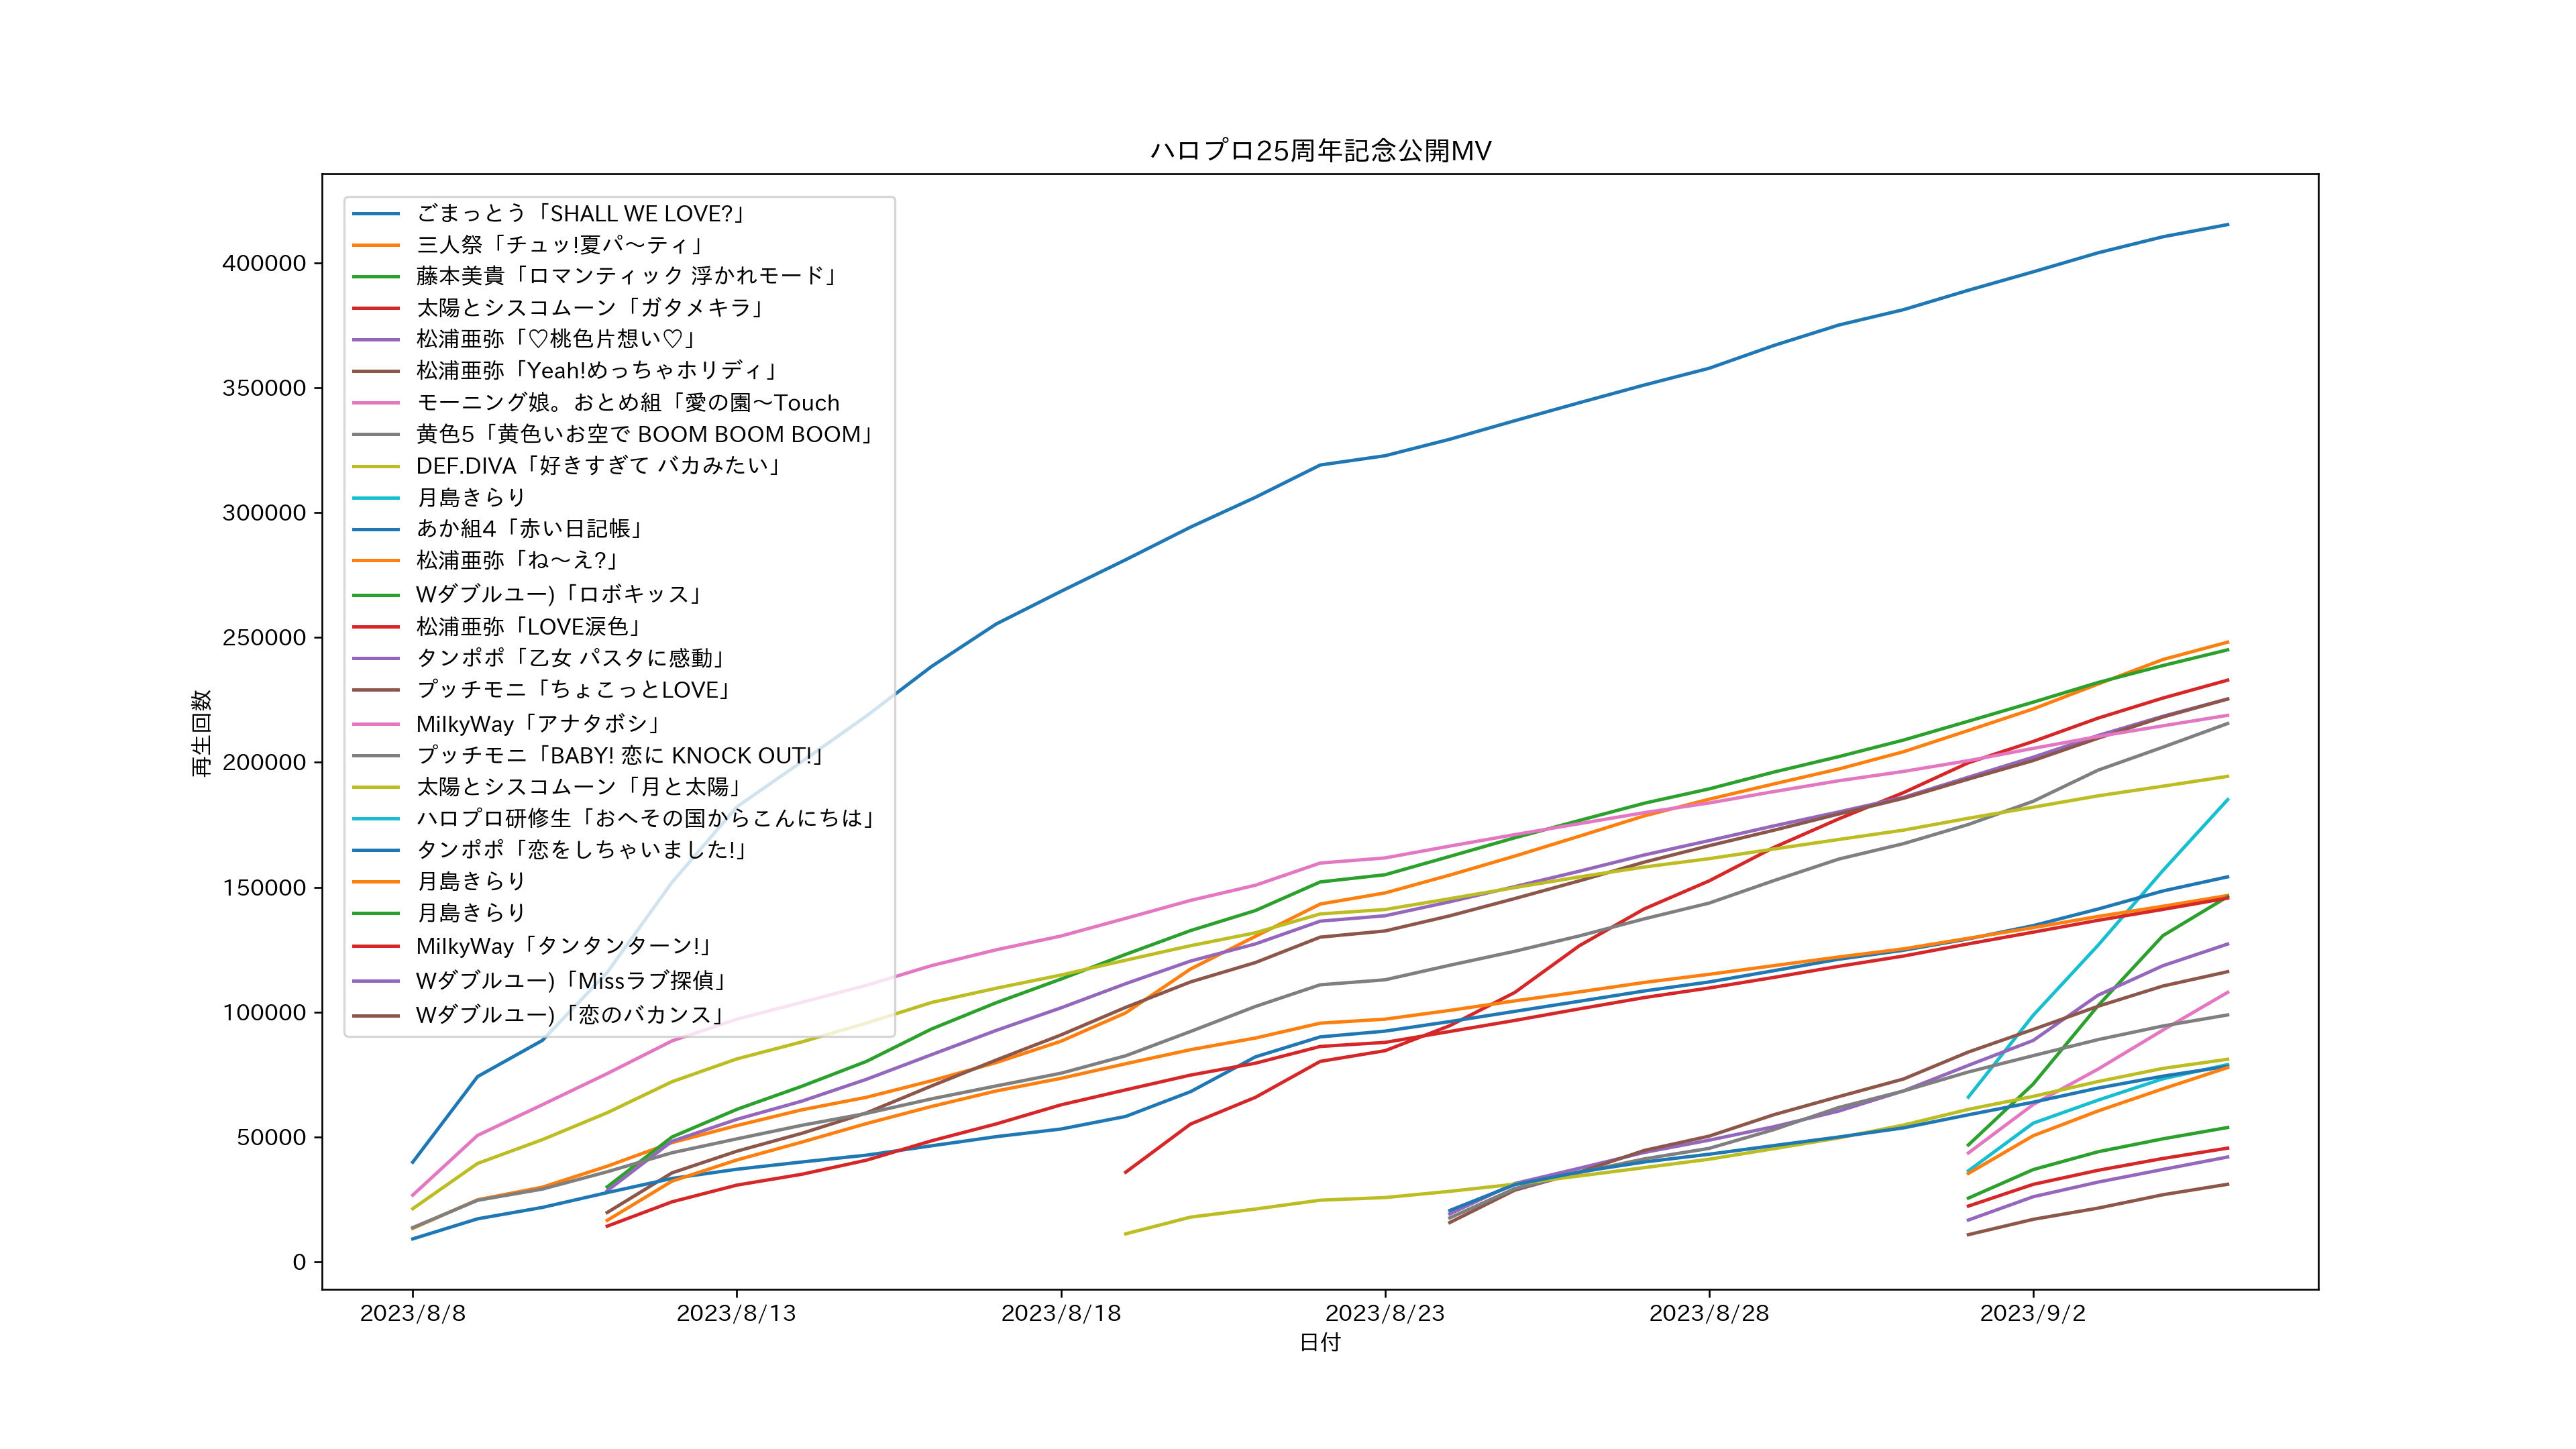 ハロプロ25周年記念公開MV
ごまっとう「SHALL WE LOVE?」
三人祭「チュッ!夏パ〜ティ」
藤本美貴「ロマンティック 浮かれモード」
太陽とシスコムーン「ガタメキラ」
松浦亜弥「♡桃色片想い♡」
松浦亜弥「Yeah!めっちゃホリディ」
モーニング娘。おとめ組「愛の園〜Touch
黄色5「黄色いお空で BOOM BOOM BOOM」
DEF.DIVA「好きすぎて バカみたい」
月島きらり
あか組4「赤い日記帳」
松浦亜弥「ね〜え?」
Wダブルユー)「ロボキッス」
松浦亜弥「LOVE涙色」
タンポポ「乙女 パスタに感動」
プッチモニ「ちょこっとLOVE」
MilkyWay「アナタボシ」
プッチモニ「BABY! 恋に KNOCK OUT!」
太陽とシスコムーン「月と太陽」
ハロプロ研修生「おへその国からこんにちは」
タンポポ「恋をしちゃいました!」
月島きらり
月島きらり
MilkyWay「タンタンターン!」
Wダブルユー)「Missラブ探偵」
Wダブルユー)「恋のバカンス」
再生回数
400000
350000
300000
250000
200000
150000
100000
50000
0
2023/8/8 2023/8/13 2023/8/18 2023/8/23 2023/8/28 2023/9/2
日付